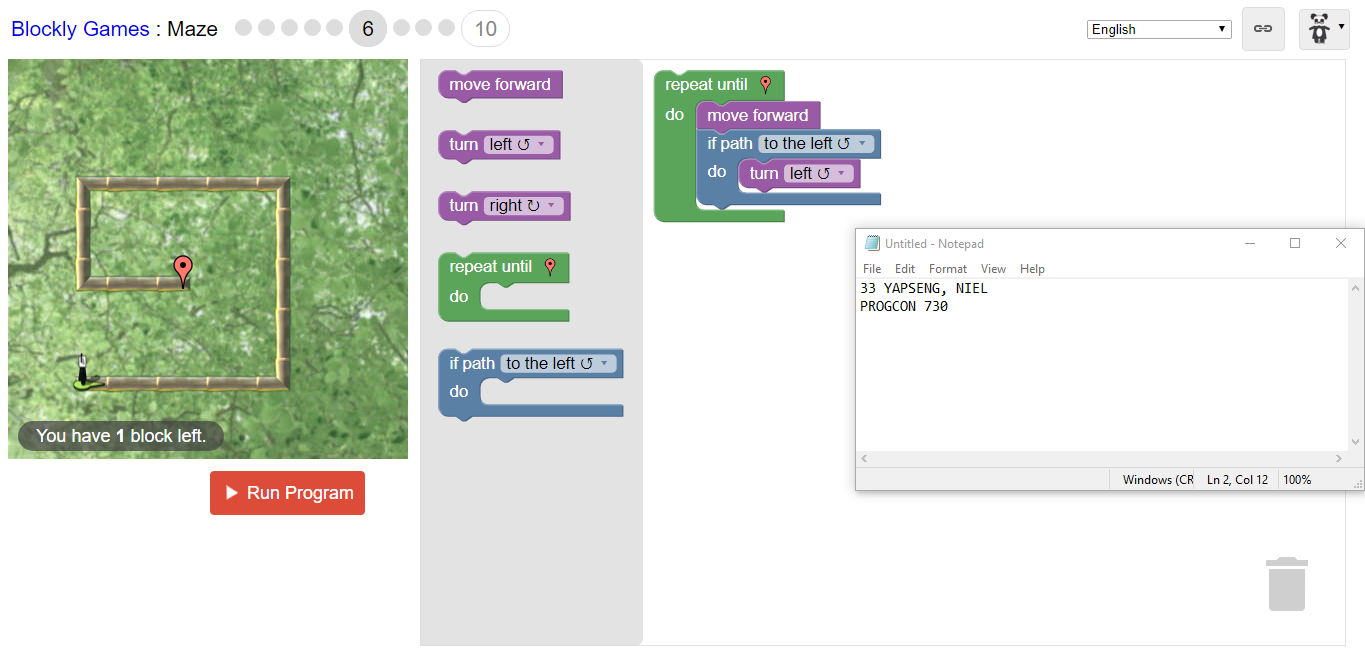 Blockly Games : Maze
6
10
English
You have 1 block left.
Run Program
move forward
turn left ↺
turn right ↻
repeat until
do
if path to the left ↺
do
repeat until
do
move forward
if path to the left ↺
do
turn left ↺
Untitled - Notepad
File Edit Format View Help
33 YAPSENG, NIEL
PROGCON 730
Windows (CR Ln 2, Col 12 100%